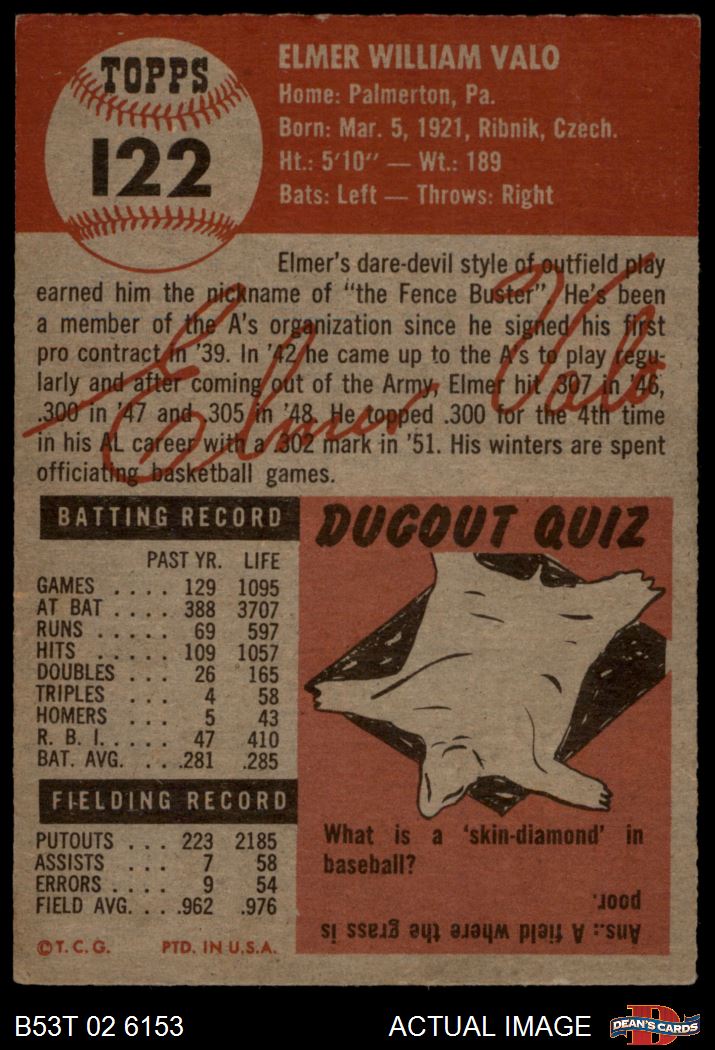 TOPPS
122
ELMER WILLIAM VALO
Home: Palmerton, Pa.
Born: Mar. 5, 1921, Ribnik, Czech.
Ht.: 5'10" — Wt.: 189
Bats: Left — Throws: Right
Elmer's dare-devil style of outfield play
earned him the nickname of "the Fence Buster". He's been
a member of the A's organization since he signed his first
pro contract in '39. In '42 he came up to the A's to play regu-
larly and after coming out of the Army, Elmer hit .307 in '46,
.300 in '47 and .305 in '48. He topped .300 for the 4th time
in his AL career with a .302 mark in '51. His winters are spent
officiating basketball games.
Elmer Valo
BATTING RECORD
PAST YR. LIFE
GAMES .... 129 1095
AT BAT .... 388 3707
RUNS ..... 69 597
HITS ..... 109 1057
DOUBLES ... 26 165
TRIPLES ... 4 58
HOMERS ... 5 43
R. B. I. .... 47 410
BAT. AVG. ... .281 .285
FIELDING RECORD
PUTOUTS ... 223 2185
ASSISTS ... 7 58
ERRORS .... 9 54
FIELD AVG. ... .962 .976
©T. C. G. PTD. IN U.S.A.
DUGOUT QUIZ
What is a 'skin-diamond' in
baseball?
Ans.: A field where the grass is
poor.
B53T 02 6153 ACTUAL IMAGE
D
DEAN'S CARDS